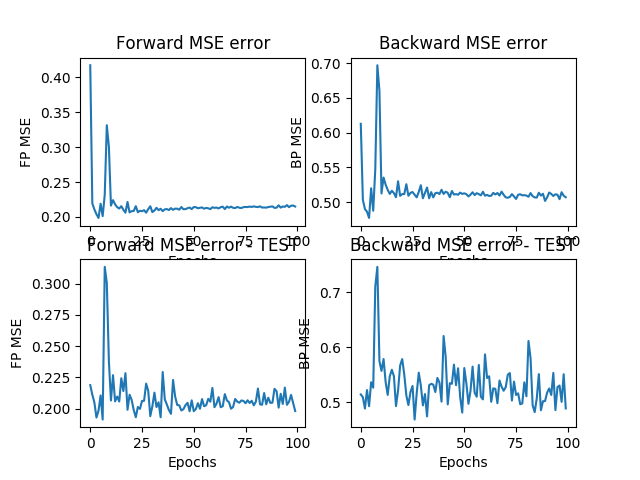 Forward MSE error
Backward MSE error
FP MSE
0.40
0.35
0.30
0.25
0.20
0 25 50 75 100
Epochs
BP MSE
0.70
0.65
0.60
0.55
0.50
0 25 50 75 100
Epochs
Forward MSE error - TEST
Backward MSE error - TEST
FP MSE
0.300
0.275
0.250
0.225
0.200
0 25 50 75 100
Epochs
BP MSE
0.7
0.6
0.5
0 25 50 75 100
Epochs